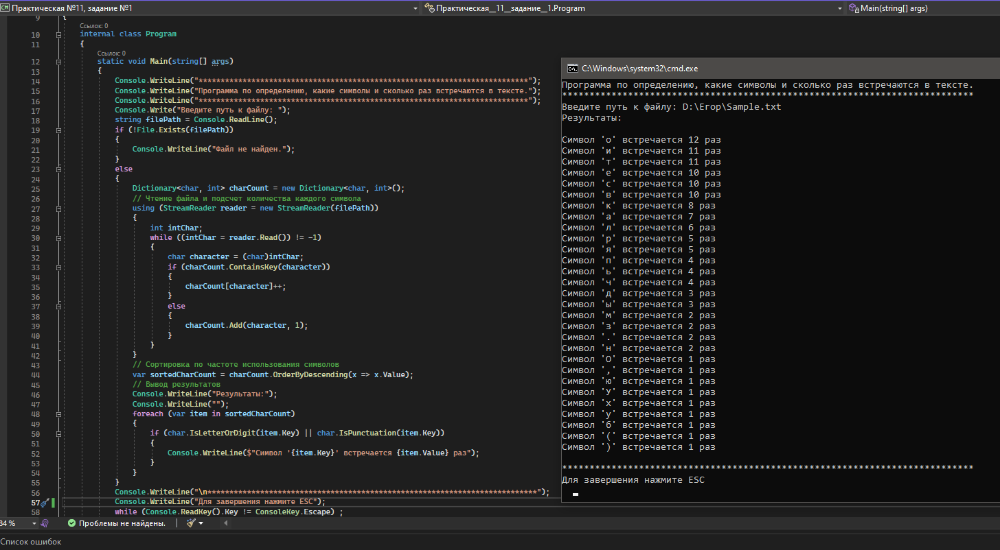 Практическая №11, задание №1
Практическая__11__задание__1.Program
Main(string[] args)
9 {
Ссылок: 0
10 internal class Program
11 {
Ссылок: 0
12 static void Main(string[] args)
13 {
14 Console.WriteLine("***************************************************************************");
15 Console.WriteLine("Программа по определению, какие символы и сколько раз встречаются в тексте.");
16 Console.WriteLine("***************************************************************************");
17 Console.Write("Введите путь к файлу: ");
18 string filePath = Console.ReadLine();
19 if (!File.Exists(filePath))
20 {
21 Console.WriteLine("Файл не найден.");
22 }
23 else
24 {
25 Dictionary<char, int> charCount = new Dictionary<char, int>();
26 // Чтение файла и подсчет количества каждого символа
27 using (StreamReader reader = new StreamReader(filePath))
28 {
29 int intChar;
30 while ((intChar = reader.Read()) != -1)
31 {
32 char character = (char)intChar;
33 if (charCount.ContainsKey(character))
34 {
35 charCount[character]++;
36 }
37 else
38 {
39 charCount.Add(character, 1);
40 }
41 }
42 }
43 // Сортировка по частоте использования символов
44 var sortedCharCount = charCount.OrderByDescending(x => x.Value);
45 // Вывод результатов
46 Console.WriteLine("Результаты:");
47 Console.WriteLine("");
48 foreach (var item in sortedCharCount)
49 {
50 if (char.IsLetterOrDigit(item.Key) || char.IsPunctuation(item.Key))
51 {
52 Console.WriteLine($"Символ '{item.Key}' встречается {item.Value} раз");
53 }
54 }
55 }
56 Console.WriteLine("\n***************************************************************************");
57 Console.WriteLine("Для завершения нажмите ESC");
58 while (Console.ReadKey().Key != ConsoleKey.Escape) ;
84 %
Проблемы не найдены.
Список ошибок
C:\Windows\system32\cmd.exe
Программа по определению, какие символы и сколько раз встречаются в тексте.
***************************************************************************
Введите путь к файлу: D:\Егор\Sample.txt
Результаты:
Символ 'о' встречается 12 раз
Символ 'и' встречается 11 раз
Символ 'т' встречается 11 раз
Символ 'е' встречается 10 раз
Символ 'с' встречается 10 раз
Символ 'в' встречается 10 раз
Символ 'к' встречается 8 раз
Символ 'а' встречается 7 раз
Символ 'л' встречается 6 раз
Символ 'р' встречается 5 раз
Символ 'я' встречается 5 раз
Символ 'п' встречается 4 раз
Символ 'ь' встречается 4 раз
Символ 'ч' встречается 4 раз
Символ 'д' встречается 3 раз
Символ 'ы' встречается 3 раз
Символ 'м' встречается 2 раз
Символ 'з' встречается 2 раз
Символ '.' встречается 2 раз
Символ 'н' встречается 2 раз
Символ 'О' встречается 1 раз
Символ ',' встречается 1 раз
Символ 'ю' встречается 1 раз
Символ 'У' встречается 1 раз
Символ 'х' встречается 1 раз
Символ 'у' встречается 1 раз
Символ 'б' встречается 1 раз
Символ '(' встречается 1 раз
Символ ')' встречается 1 раз
***************************************************************************
Для завершения нажмите ESC